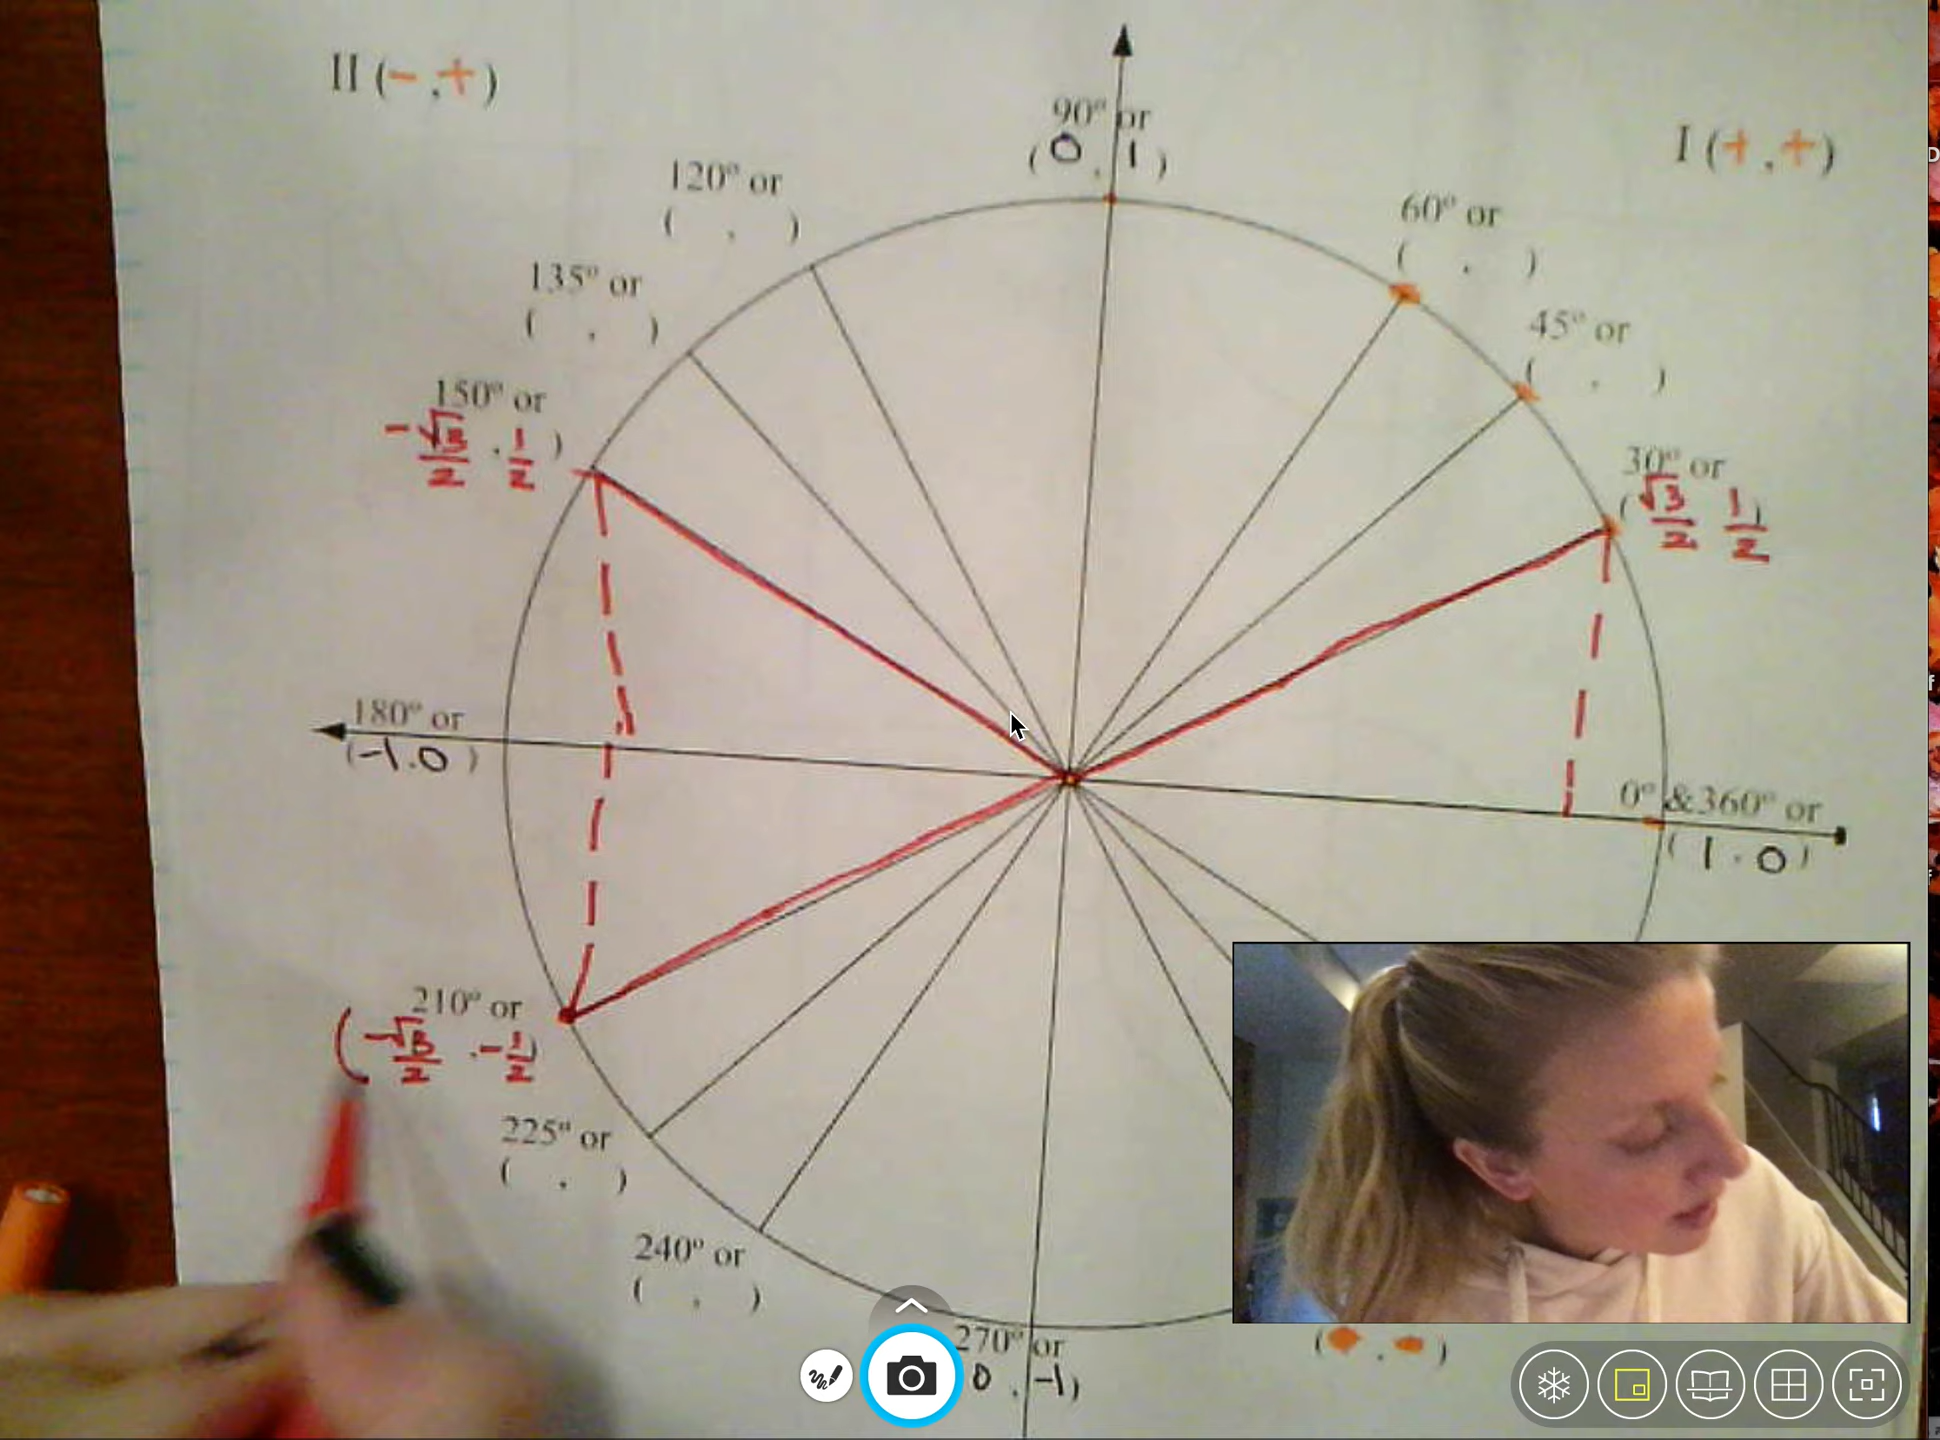 II (- , +)
I (+ , +)
90° or
(0 , 1)
120° or
( , )
60° or
( , )
135° or
( , )
45° or
( , )
150° or
-√3/2 , 1/2 )
30° or
(√3/2 1/2)
180° or
(-1 . 0 )
0° & 360° or
( 1 . 0 )
210° or
(-√3/2 , -1/2)
225° or
( , )
240° or
( , )
270° or
0 , -1)